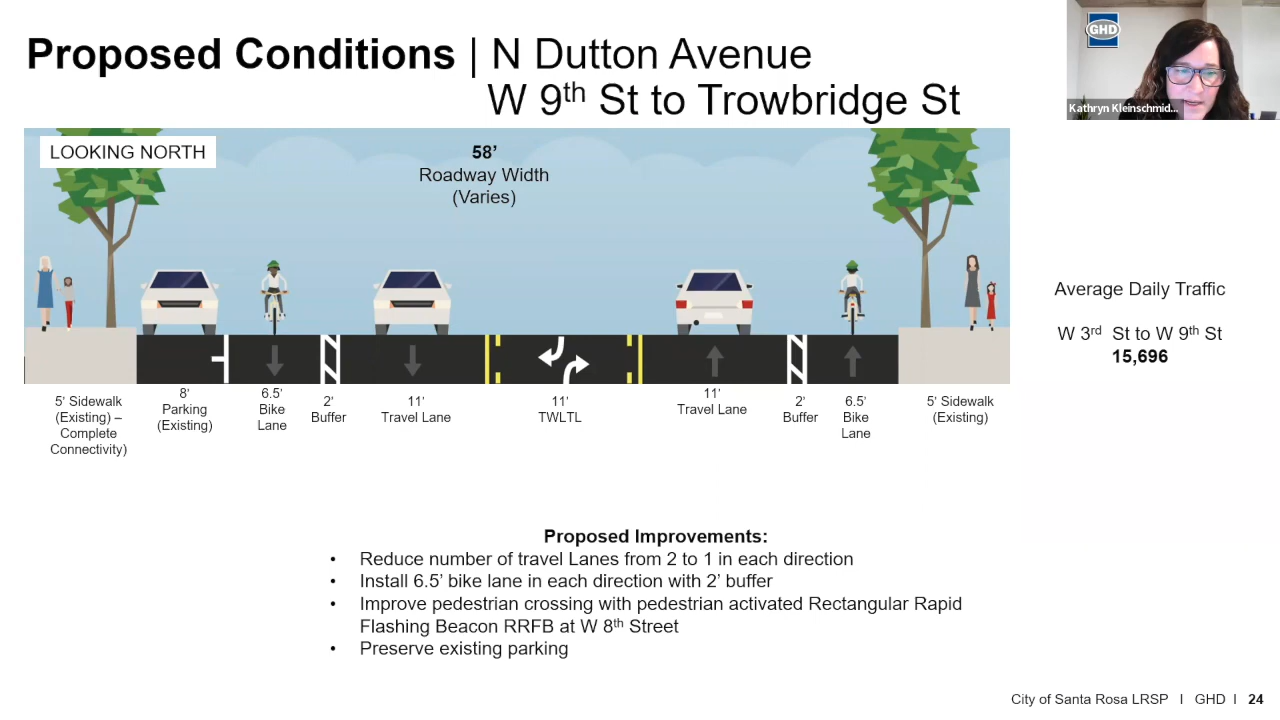 Proposed Conditions | N Dutton Avenue
W 9th St to Trowbridge St
GHD
Kathryn Kleinschmid...
LOOKING NORTH
58’
Roadway Width
(Varies)
5’ Sidewalk
(Existing) –
Complete
Connectivity)
8’
Parking
(Existing)
6.5’
Bike
Lane
2’
Buffer
11’
Travel Lane
11’
TWLTL
11’
Travel Lane
2’
Buffer
6.5’
Bike
Lane
5’ Sidewalk
(Existing)
Average Daily Traffic
W 3rd St to W 9th St
15,696
Proposed Improvements:
• Reduce number of travel Lanes from 2 to 1 in each direction
• Install 6.5’ bike lane in each direction with 2’ buffer
• Improve pedestrian crossing with pedestrian activated Rectangular Rapid
Flashing Beacon RRFB at W 8th Street
• Preserve existing parking
City of Santa Rosa LRSP | GHD | 24